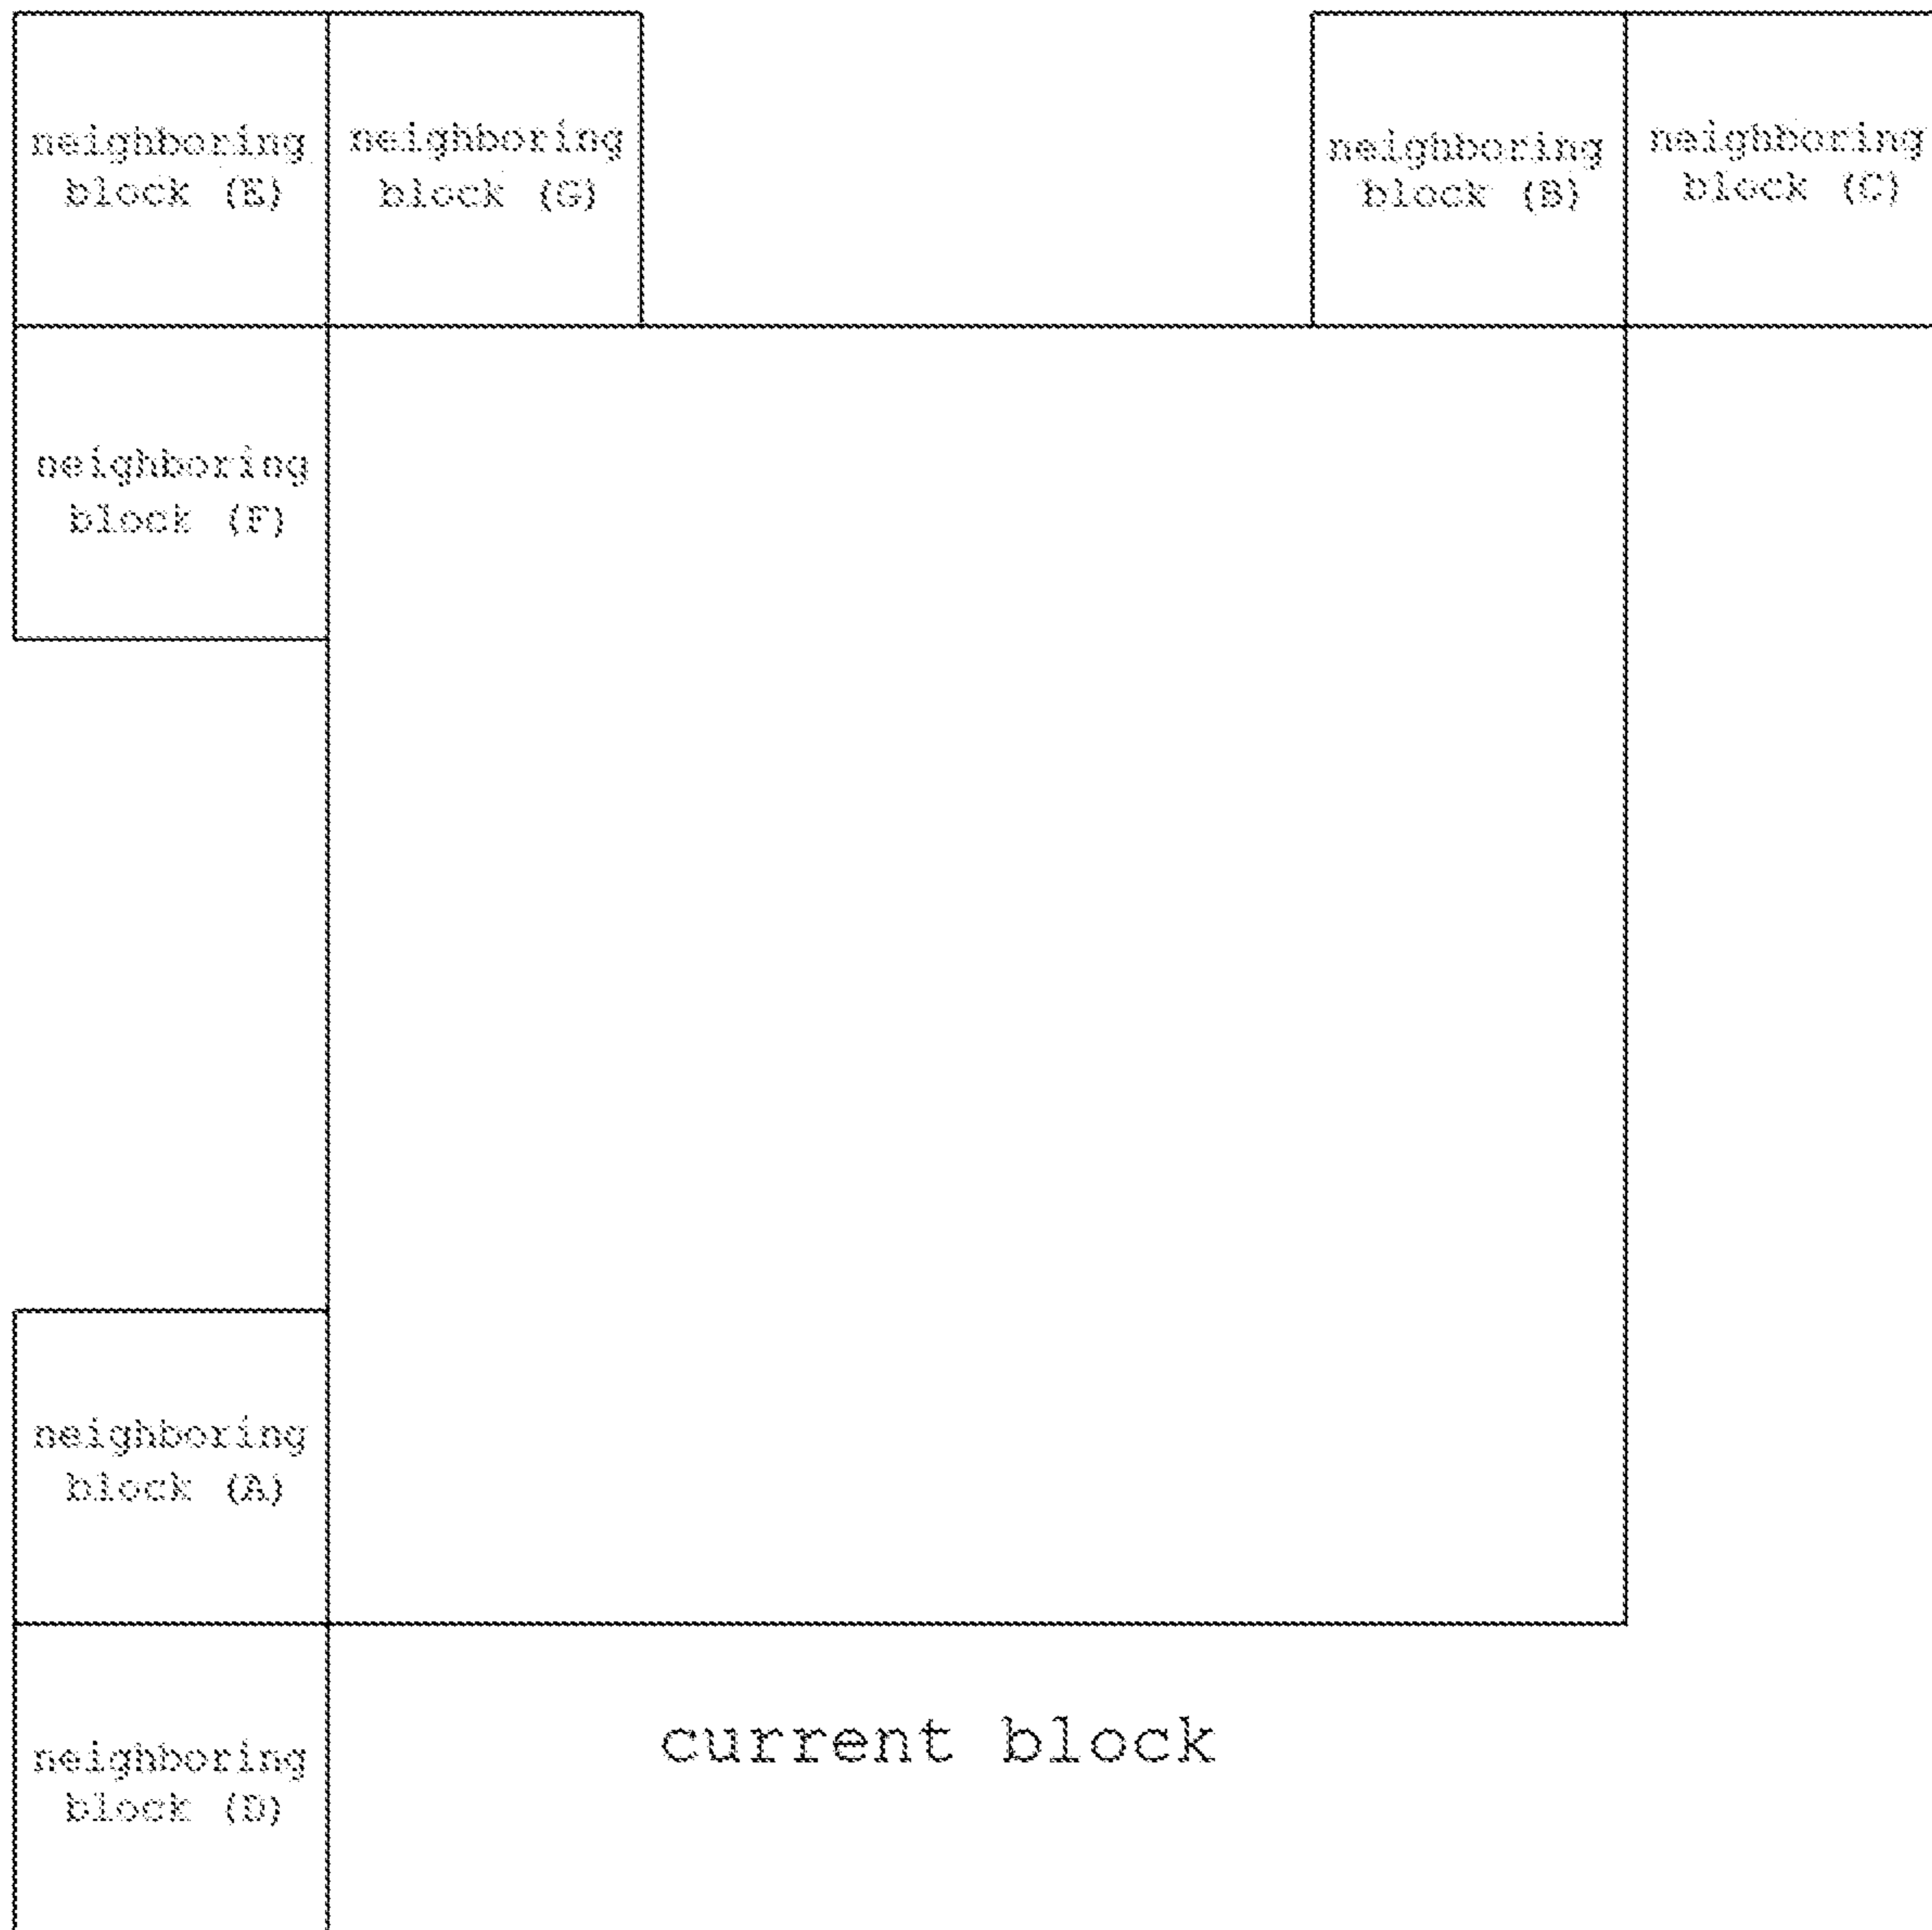 neighboring
block (E)
neighboring
block (G)
neighboring
block (B)
neighboring
block (C)
neighboring
block (F)
neighboring
block (A)
neighboring
block (D)
current block